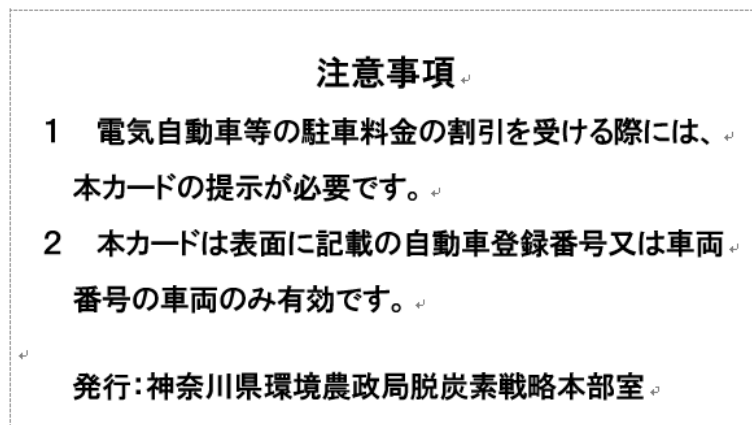 注意事項
1　電気自動車等の駐車料金の割引を受ける際には、
本カードの提示が必要です。
2　本カードは表面に記載の自動車登録番号又は車両
番号の車両のみ有効です。
発行：神奈川県環境農政局脱炭素戦略本部室